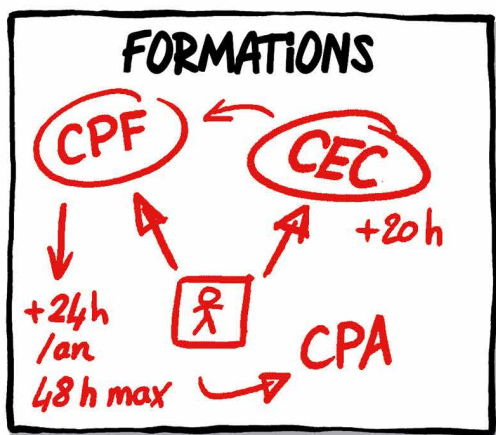 FORMATIONS
CPF
CEC
+20h
+24h
/an
48h max
CPA